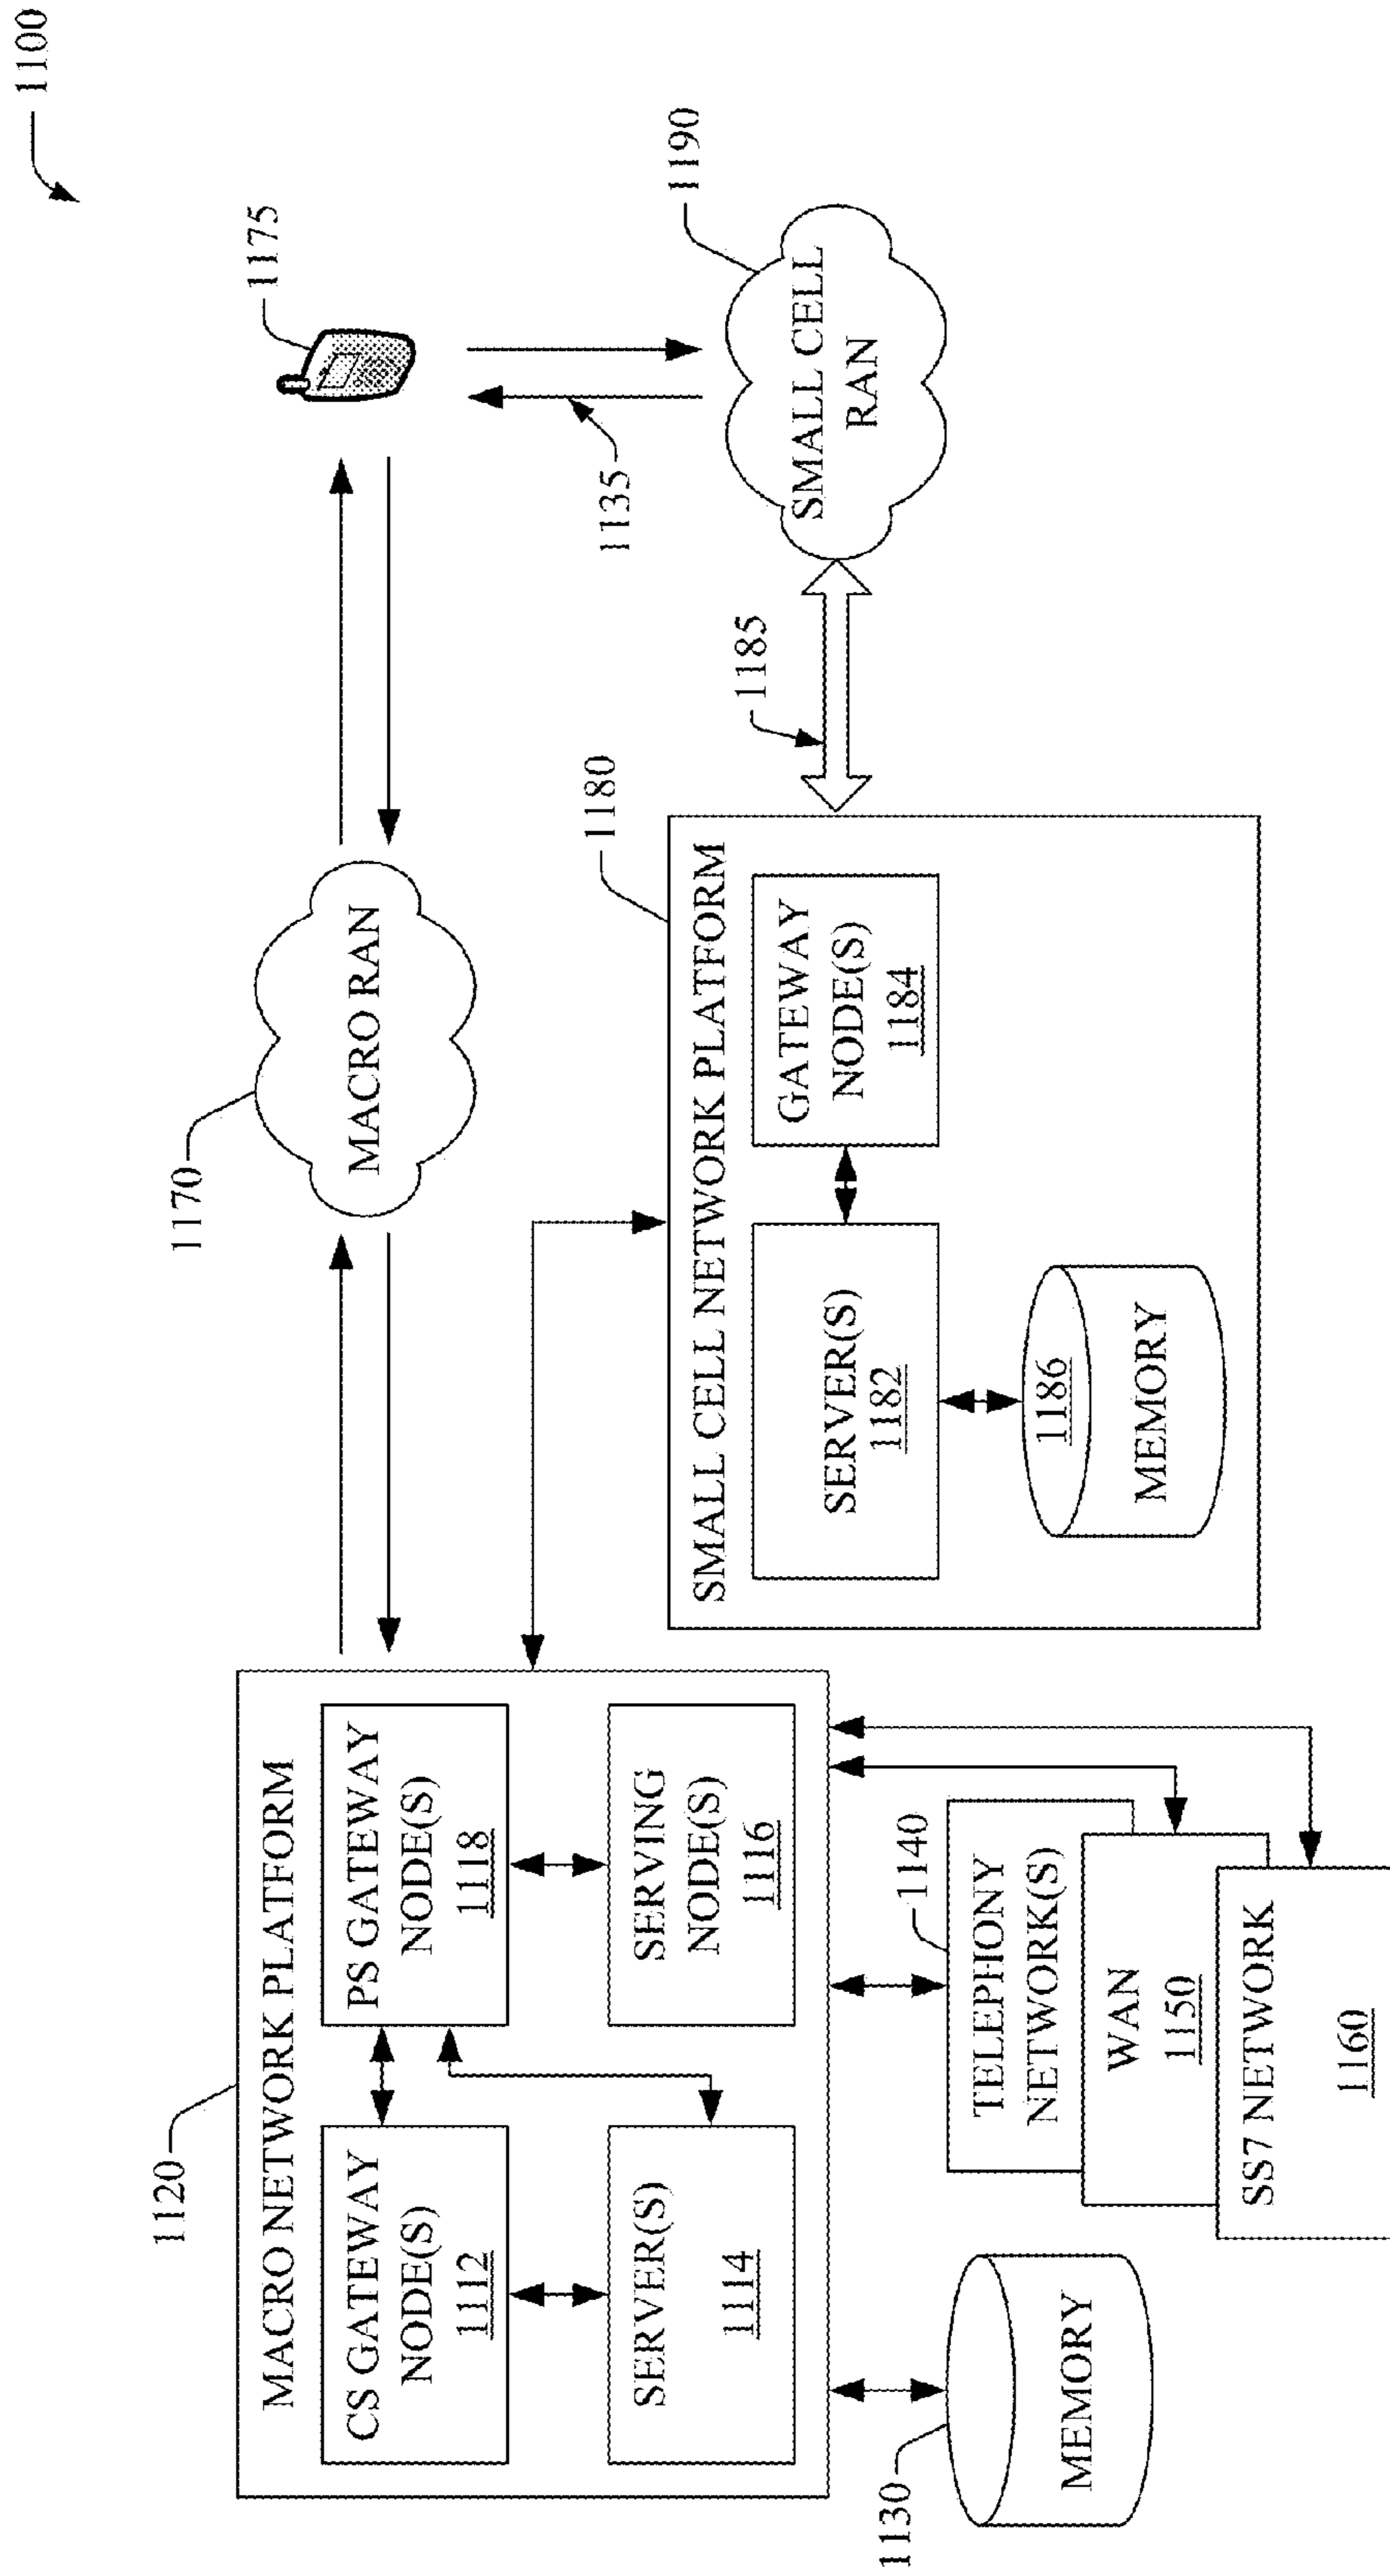 1100
1120
MACRO NETWORK PLATFORM
CS GATEWAY
NODE(S)
1112
PS GATEWAY
NODE(S)
1118
SERVER(S)
1114
SERVING
NODE(S)
1116
1170
MACRO RAN
1175
1135
1190
SMALL CELL
RAN
1185
1180
SMALL CELL NETWORK PLATFORM
SERVER(S)
1182
GATEWAY
NODE(S)
1184
1186
MEMORY
1130
MEMORY
1140
TELEPHONY
NETWORK(S)
WAN
1150
SS7 NETWORK
1160